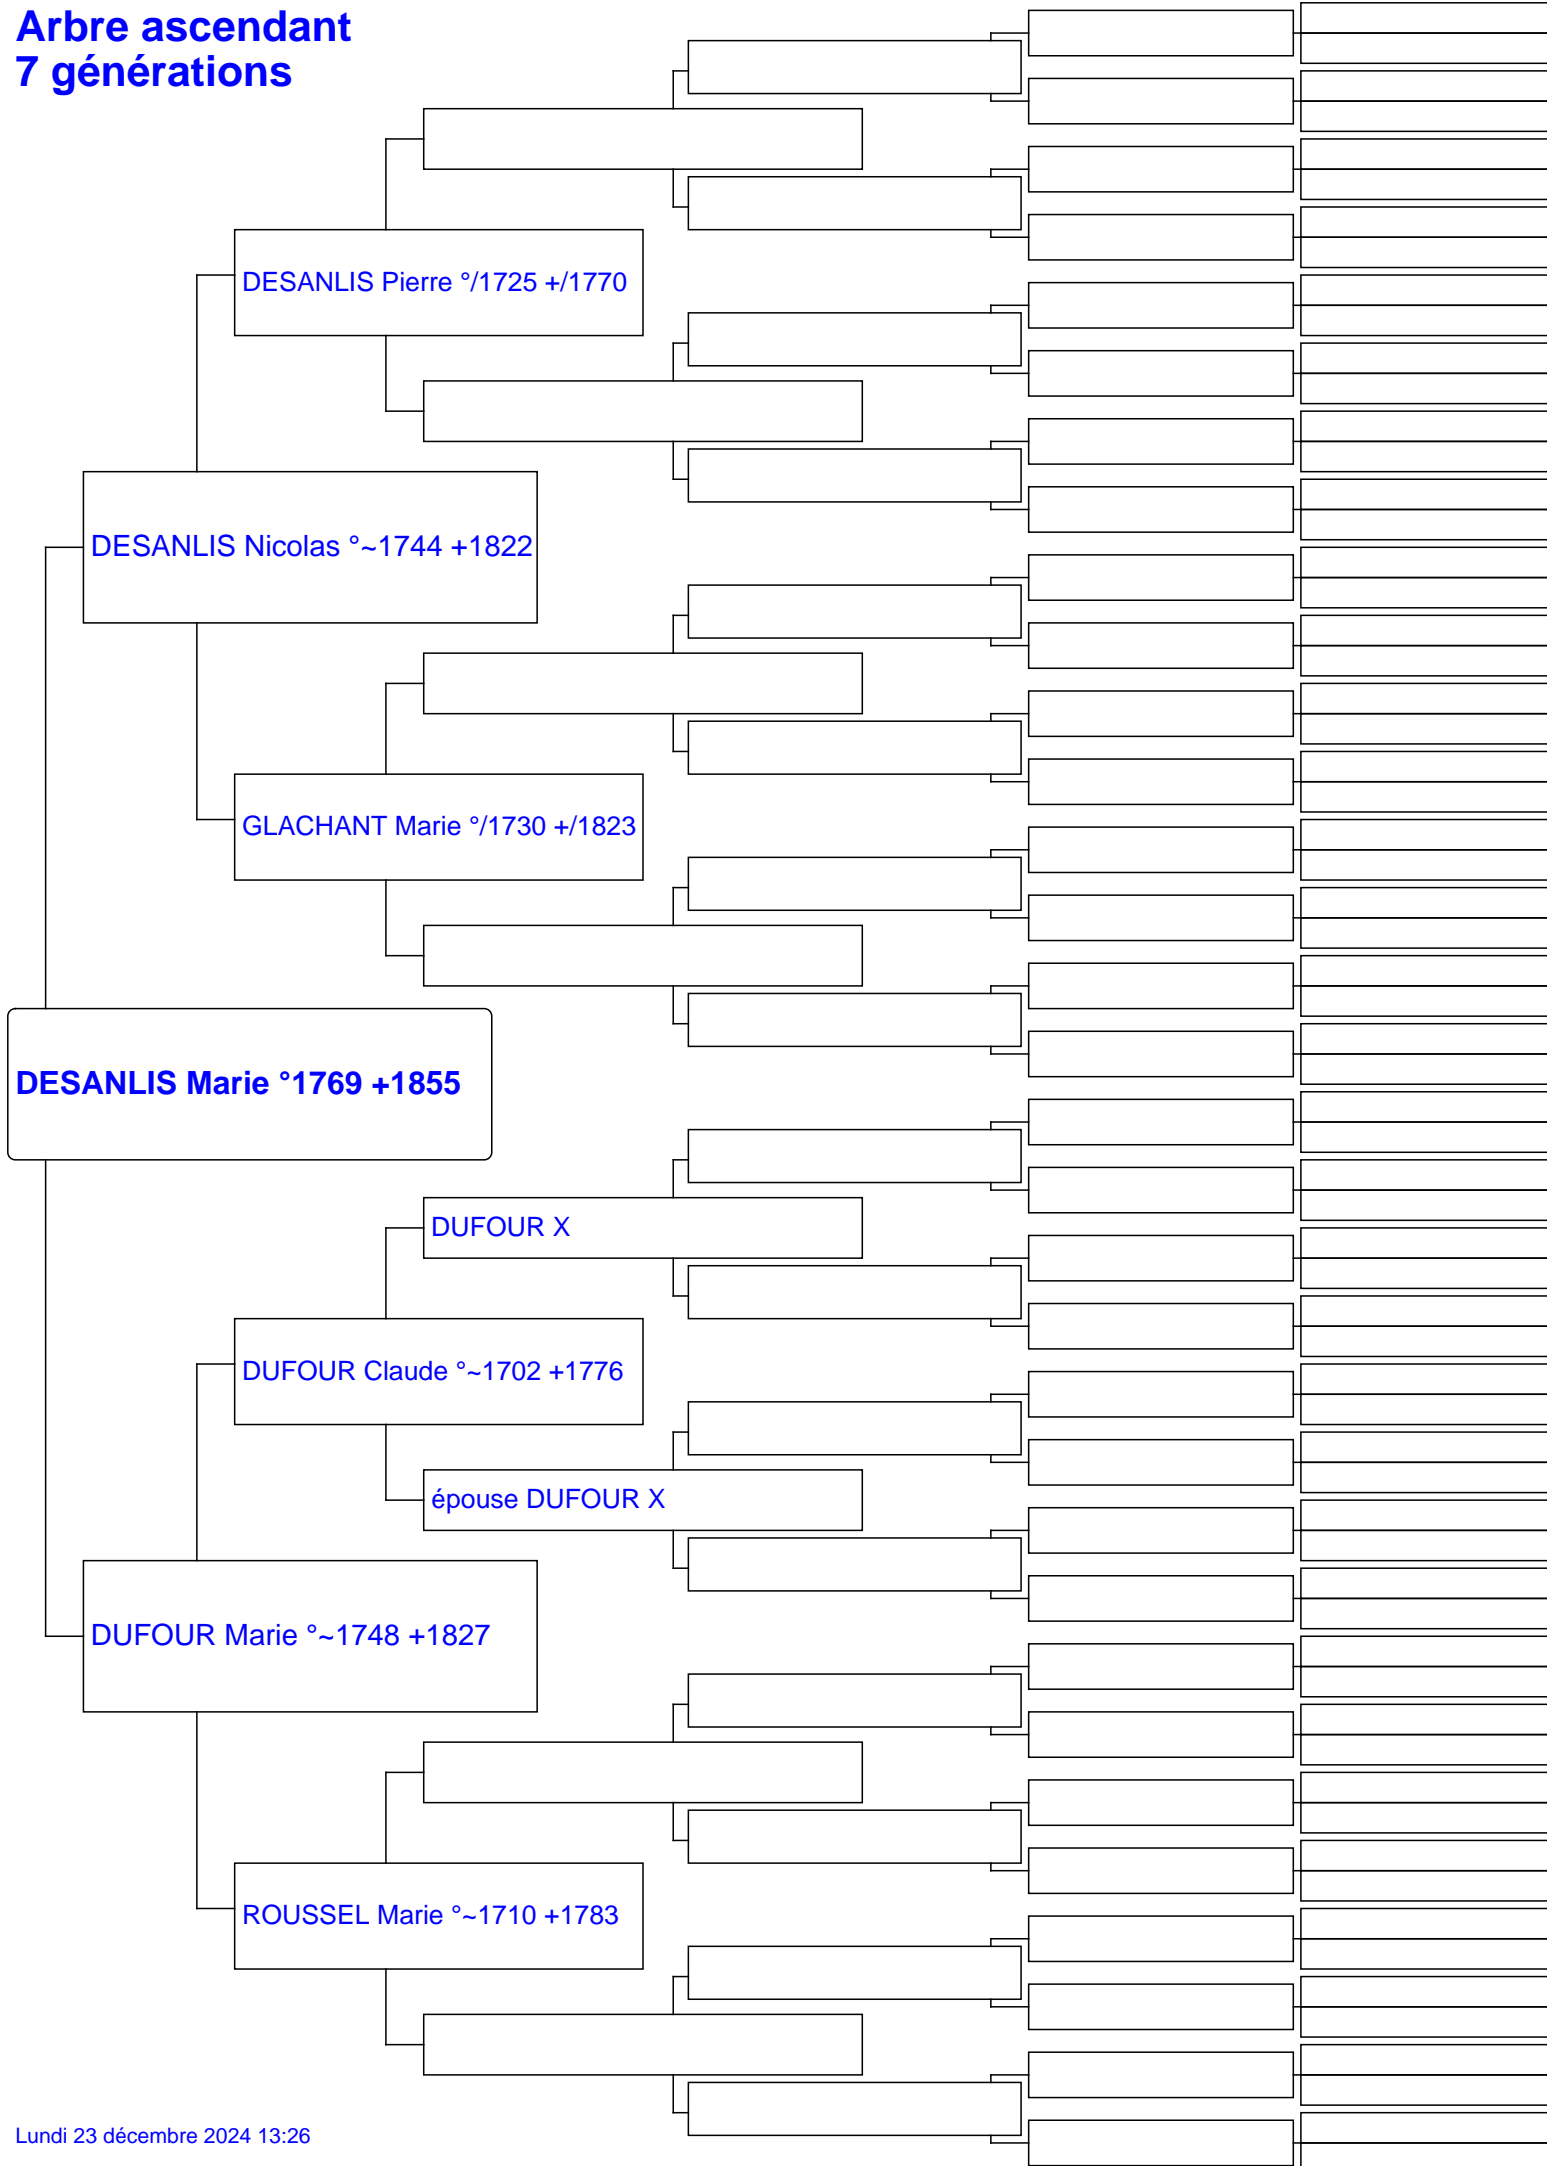 Arbre ascendant
7 générations
DESANLIS Pierre °/1725 +/1770
DESANLIS Nicolas °~1744 +1822
GLACHANT Marie °/1730 +/1823
DESANLIS Marie °1769 +1855
DUFOUR X
DUFOUR Claude °~1702 +1776
épouse DUFOUR X
DUFOUR Marie °~1748 +1827
ROUSSEL Marie °~1710 +1783
Lundi 23 décembre 2024 13:26